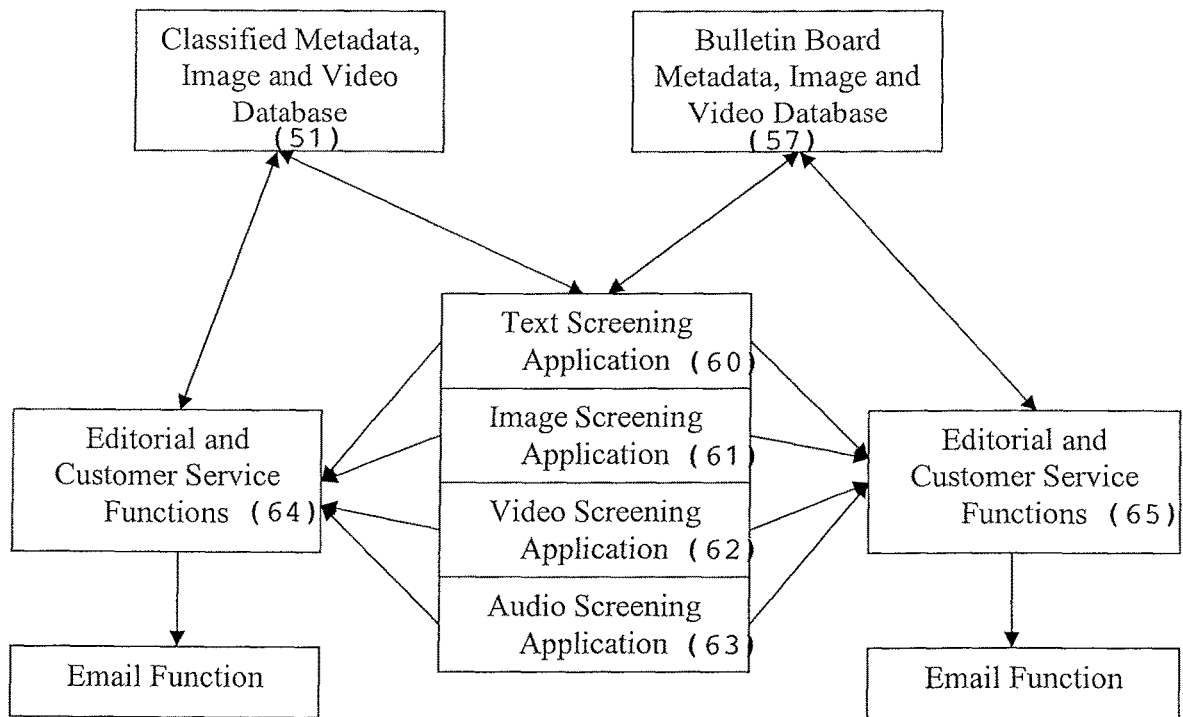 Classified Metadata,
Image and Video
Database
(51)
Bulletin Board
Metadata, Image and
Video Database
(57)
Text Screening
Application (60)
Image Screening
Application (61)
Video Screening
Application (62)
Audio Screening
Application (63)
Editorial and
Customer Service
Functions (64)
Editorial and
Customer Service
Functions (65)
Email Function
Email Function